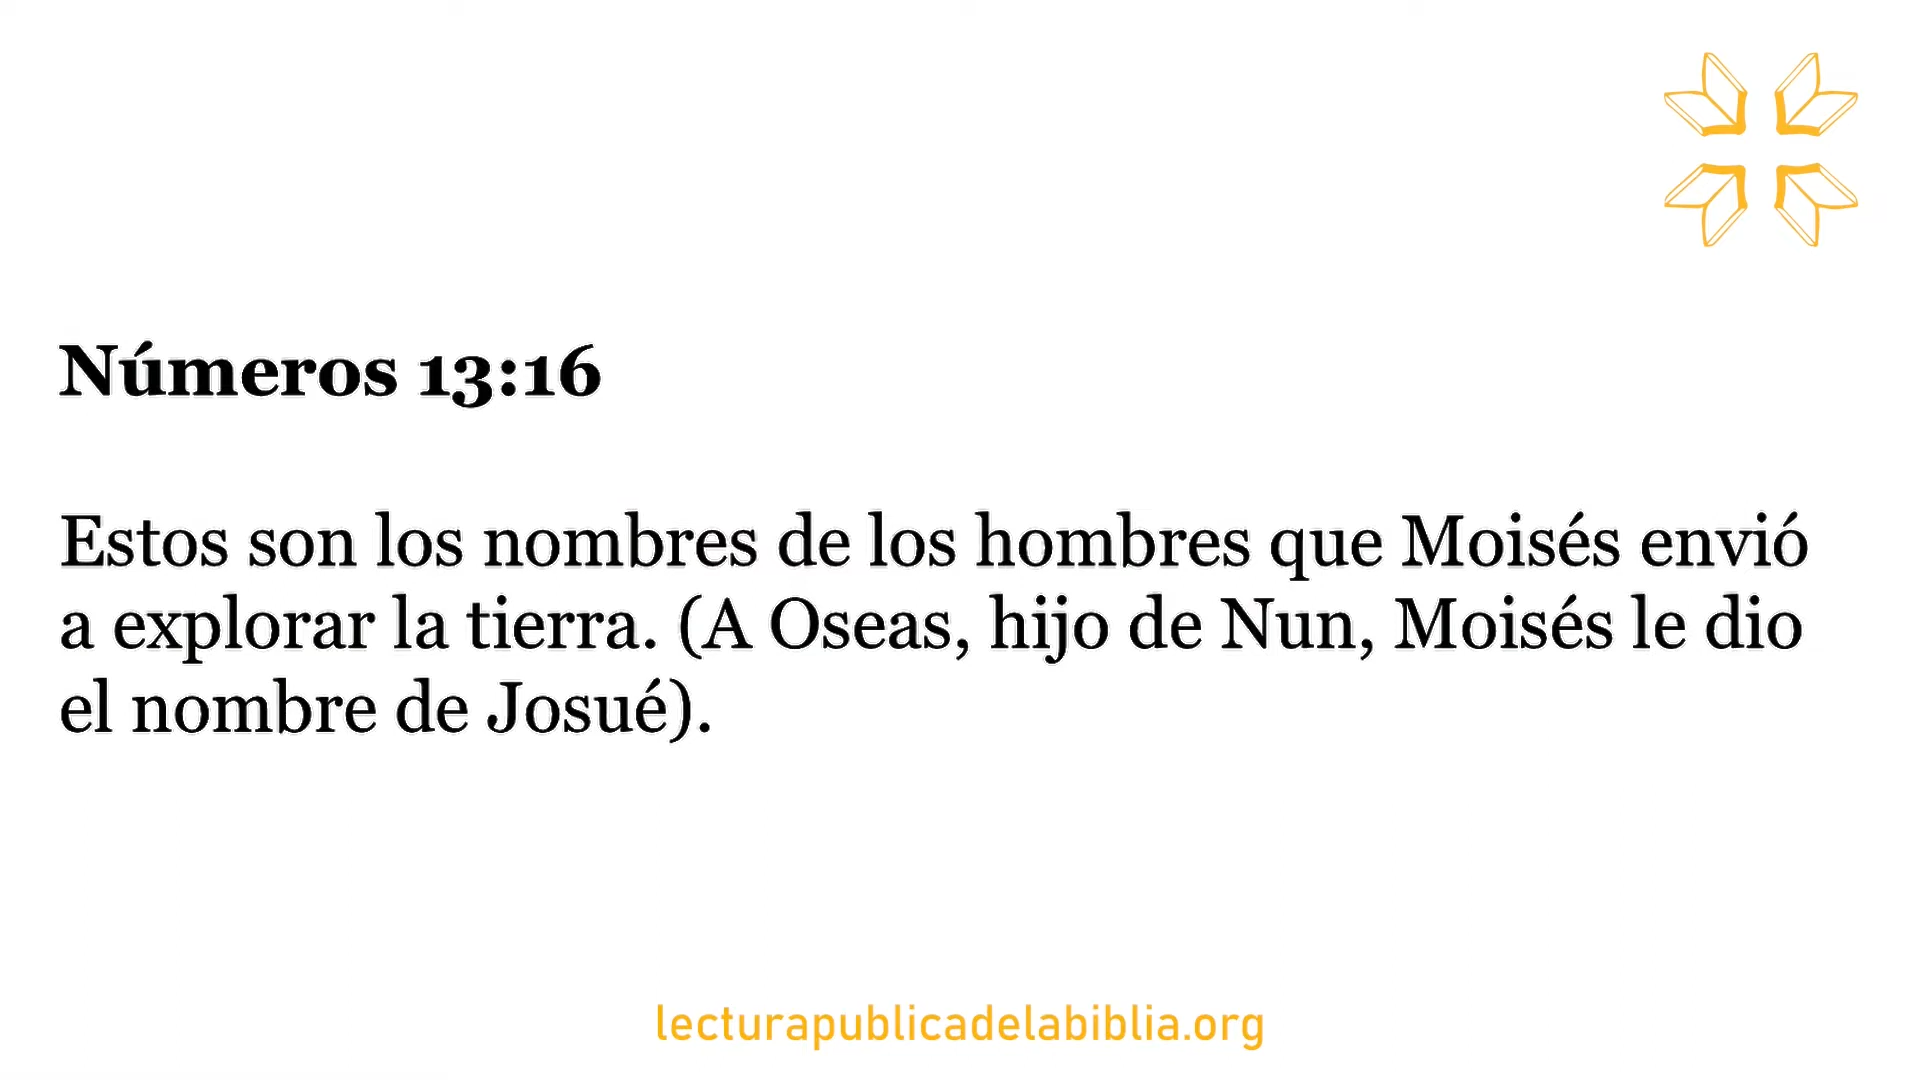 Números 13:16
Estos son los nombres de los hombres que Moisés envió
a explorar la tierra. (A Oseas, hijo de Nun, Moisés le dio
el nombre de Josué).
lecturapublicadelabiblia.org